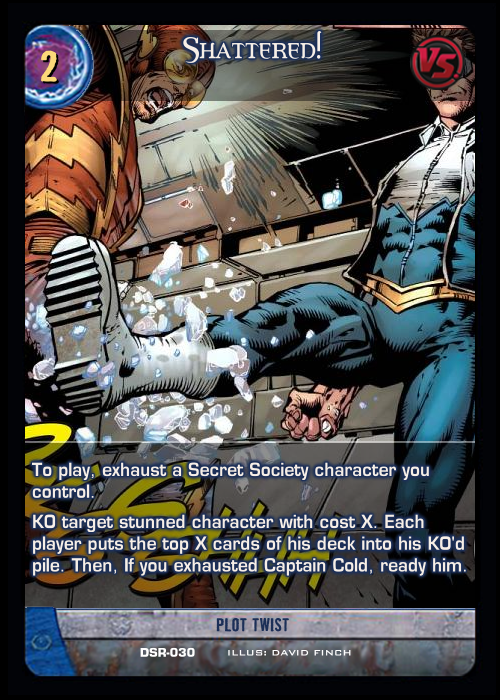 2
Shattered!
VS
To play, exhaust a Secret Society character you
control.
KO target stunned character with cost X. Each
player puts the top X cards of his deck into his KO'd
pile. Then, If you exhausted Captain Cold, ready him.
PLOT TWIST
DSR-030 ILLUS: DAVID FINCH